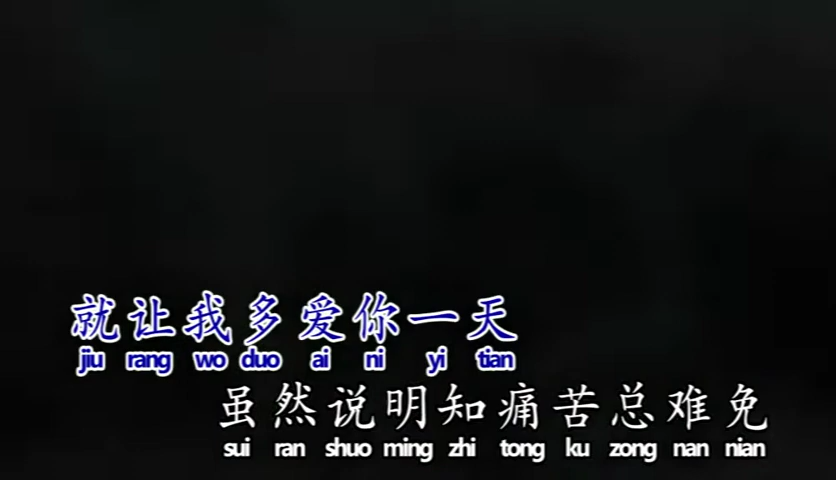 就让我多爱你一天
jiu rang wo duo ai ni yi tian
虽然说明知痛苦总难免
sui ran shuo ming zhi tong ku zong nan nian